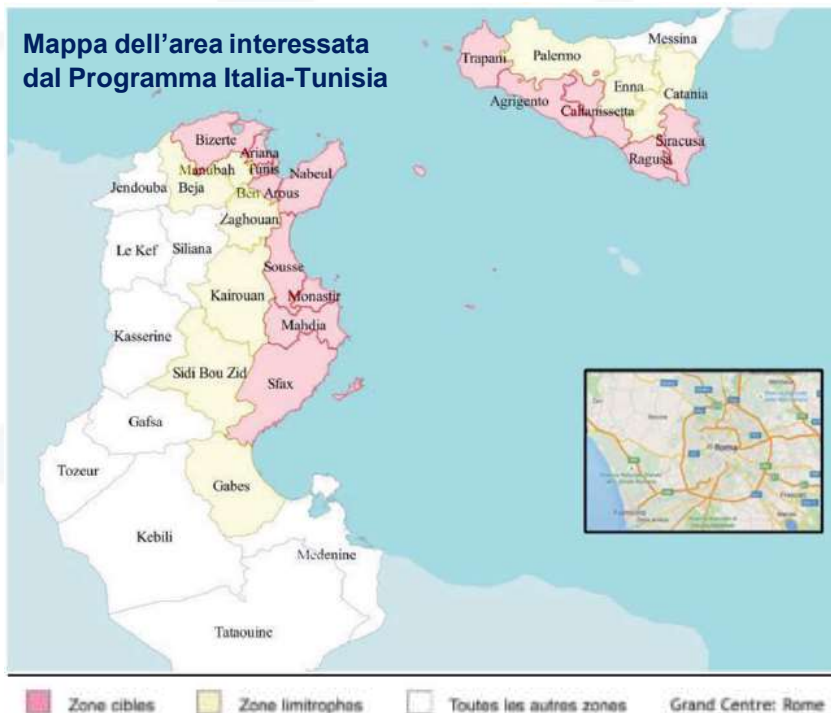 Mappa dell'area interessata
dal Programma Italia-Tunisia
Messina
Trapani
Palermo
Enna
Catania
Agrigento
Caltanissetta
Siracusa
Ragusa
Bizerte
Ariana
Tunis
Manubah
Nabeul
Jendouba
Beja
Ben Arous
Zaghouan
Le Kef
Siliana
Sousse
Kairouan
Monastir
Kasserine
Mahdia
Sidi Bou Zid
Sfax
Gafsa
Roma
Tozeur
Gabes
Kebili
Medenine
Tataouine
Zone cibles
Zone limitrophes
Toutes les autres zones
Grand Centre: Rome